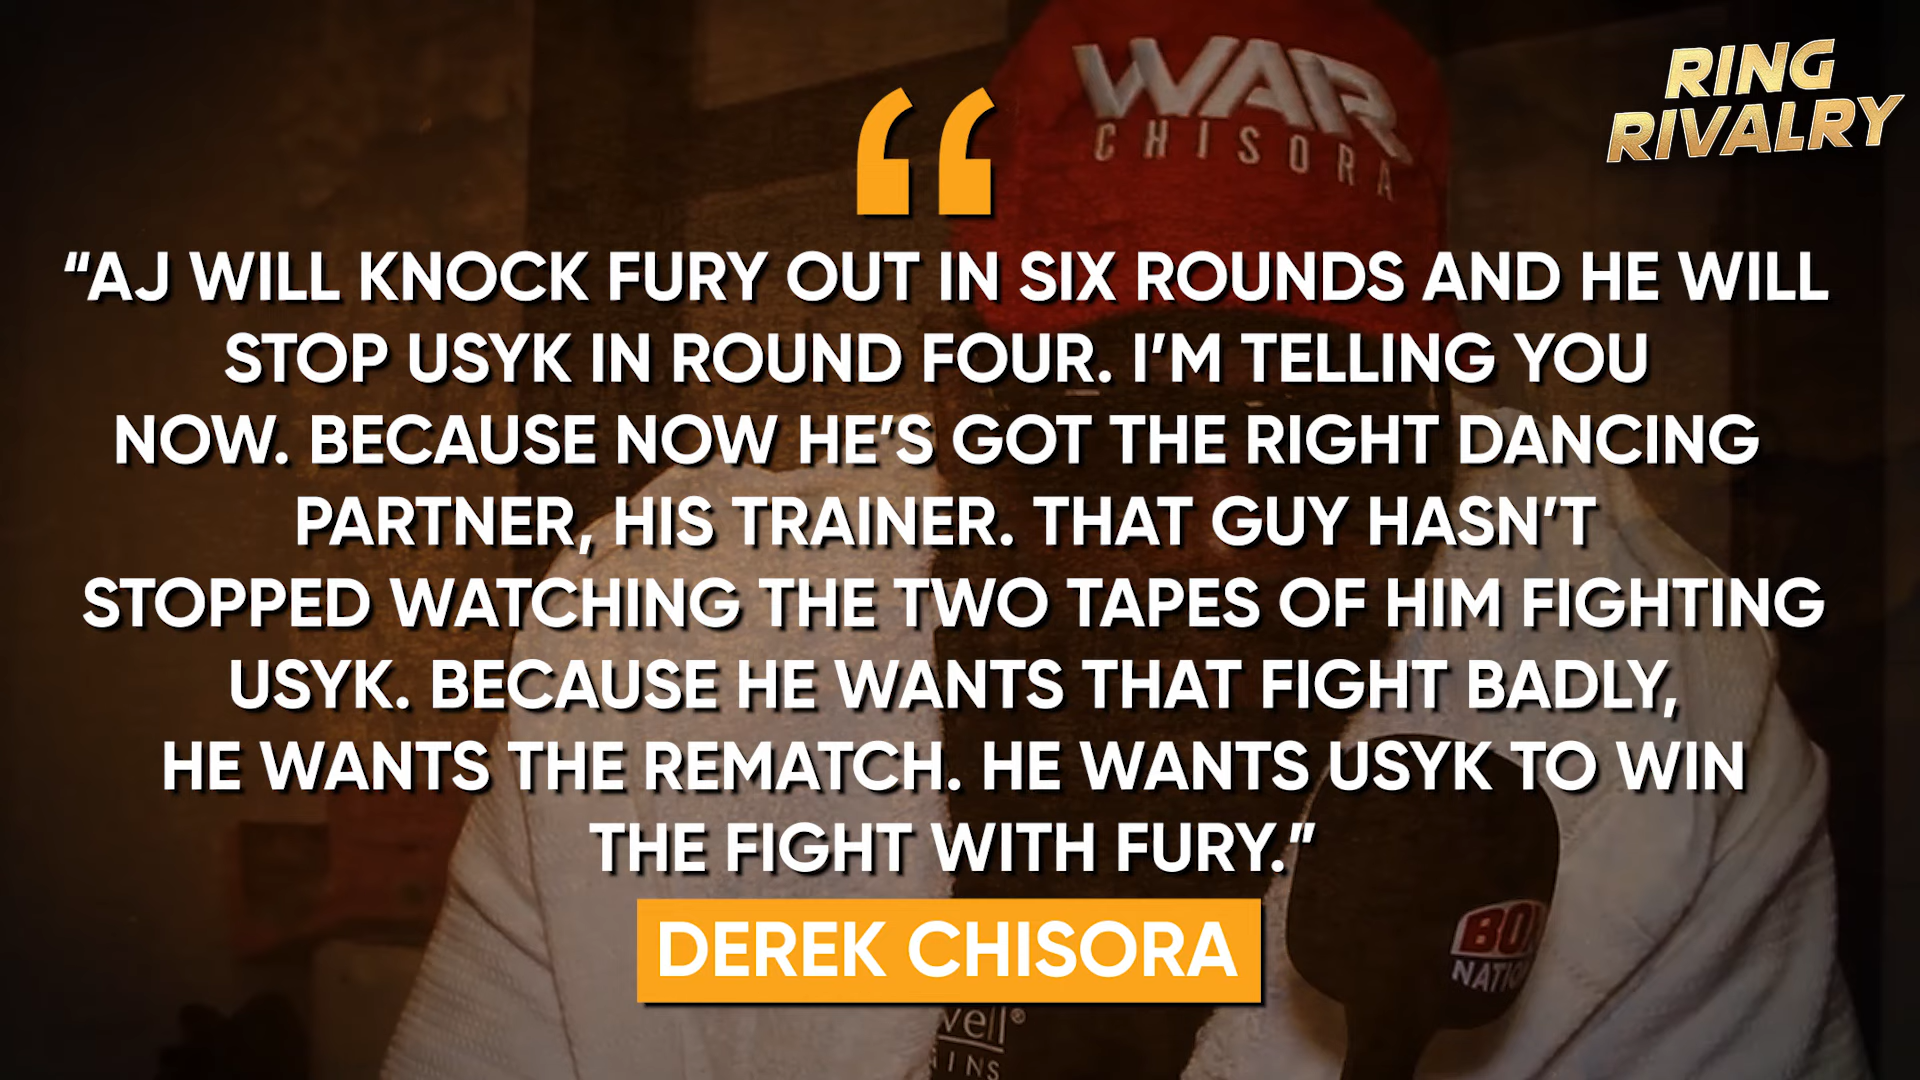 WAR
CHISORA
RING
RIVALRY
“
“AJ WILL KNOCK FURY OUT IN SIX ROUNDS AND HE WILL
STOP USYK IN ROUND FOUR. I’M TELLING YOU
NOW. BECAUSE NOW HE’S GOT THE RIGHT DANCING
PARTNER, HIS TRAINER. THAT GUY HASN’T
STOPPED WATCHING THE TWO TAPES OF HIM FIGHTING
USYK. BECAUSE HE WANTS THAT FIGHT BADLY,
HE WANTS THE REMATCH. HE WANTS USYK TO WIN
THE FIGHT WITH FURY.”
DEREK CHISORA